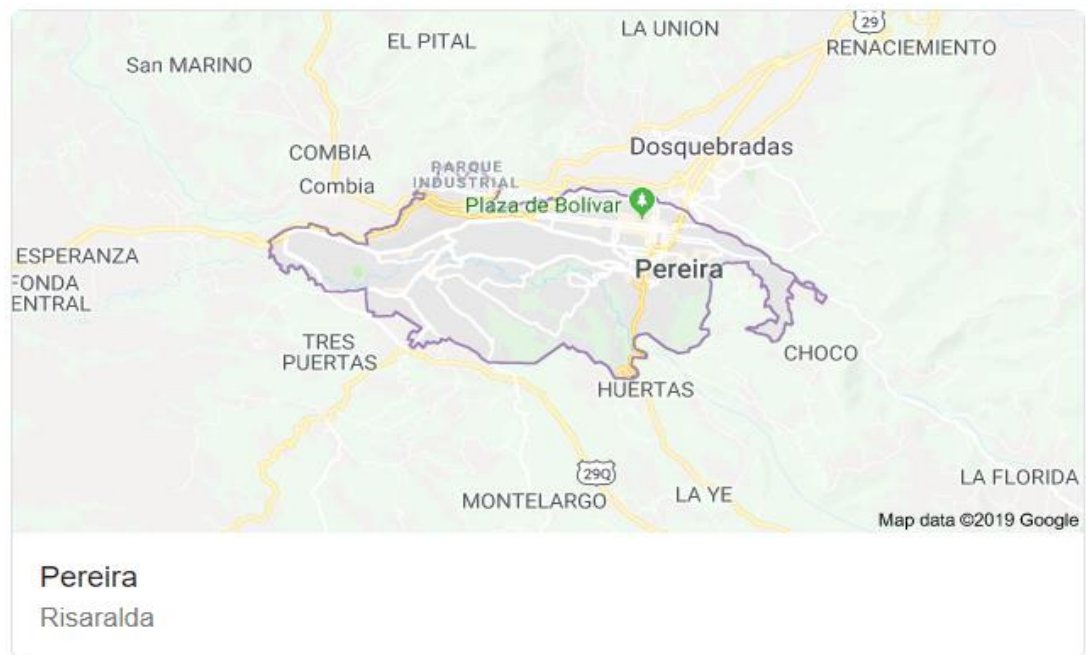 29
LA UNION
EL PITAL
RENACIEMIENTO
San MARINO
Dosquebradas
COMBIA
PARQUE
INDUSTRIAL
Combia
Plaza de Bolívar
ESPERANZA
Pereira
FONDA
ENTRAL
TRES
PUERTAS
CHOCO
HUERTAS
29Q
LA FLORIDA
MONTELARGO
LA YE
Map data ©2019 Google
Pereira
Risaralda